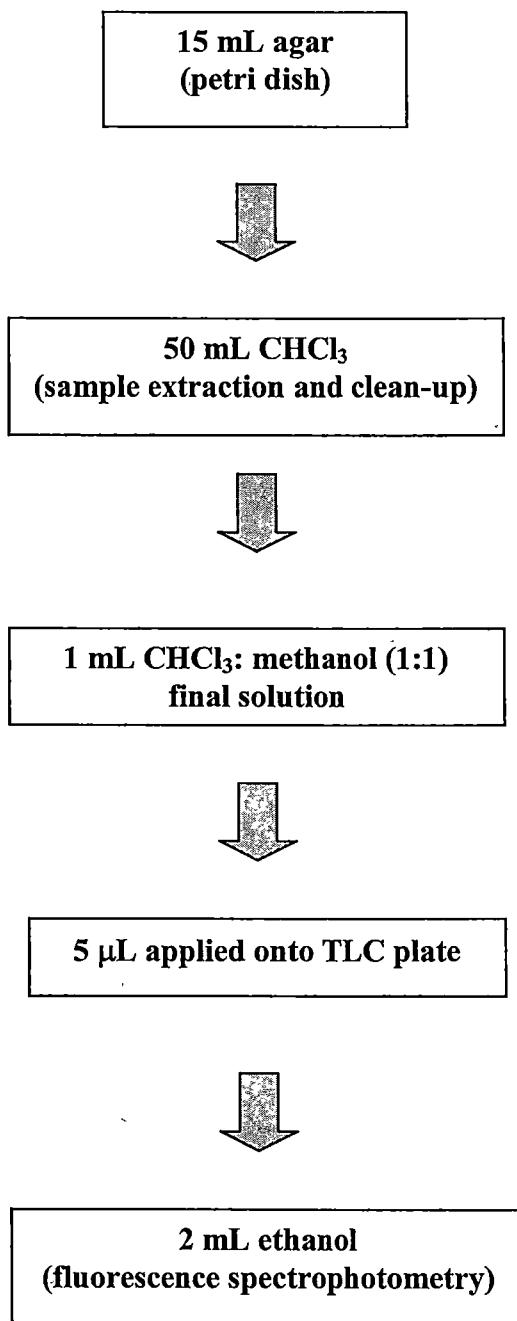 15 mL agar
(petri dish)
50 mL CHCl₃
(sample extraction and clean-up)
1 mL CHCl₃: methanol (1:1)
final solution
5 µL applied onto TLC plate
2 mL ethanol
(fluorescence spectrophotometry)